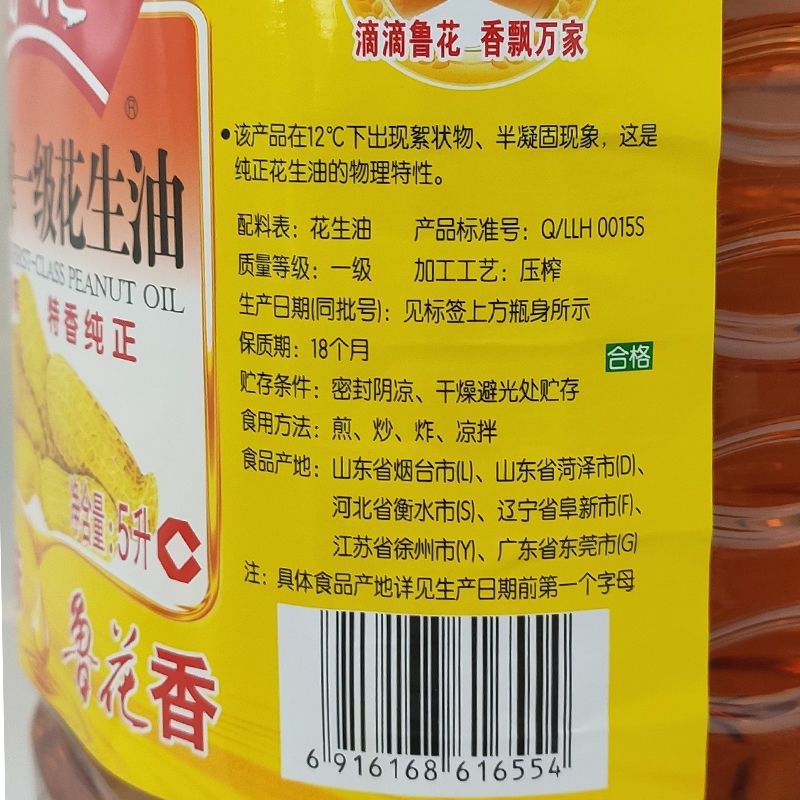 滴滴鲁花 香飘万家
®
一级花生油
FIRST-CLASS PEANUT OIL
特香纯正
净含量:5升
鲁花香
•该产品在12℃下出现絮状物、半凝固现象,这是
纯正花生油的物理特性。
配料表:花生油 产品标准号:Q/LLH 0015S
质量等级:一级 加工工艺:压榨
生产日期(同批号):见标签上方瓶身所示
保质期:18个月
合格
贮存条件:密封阴凉、干燥避光处贮存
食用方法:煎、炒、炸、凉拌
食品产地:山东省烟台市(L)、山东省菏泽市(D)、
河北省衡水市(S)、辽宁省阜新市(F)、
江苏省徐州市(Y)、广东省东莞市(G)
注:具体食品产地详见生产日期前第一个字母
6 916168 616554